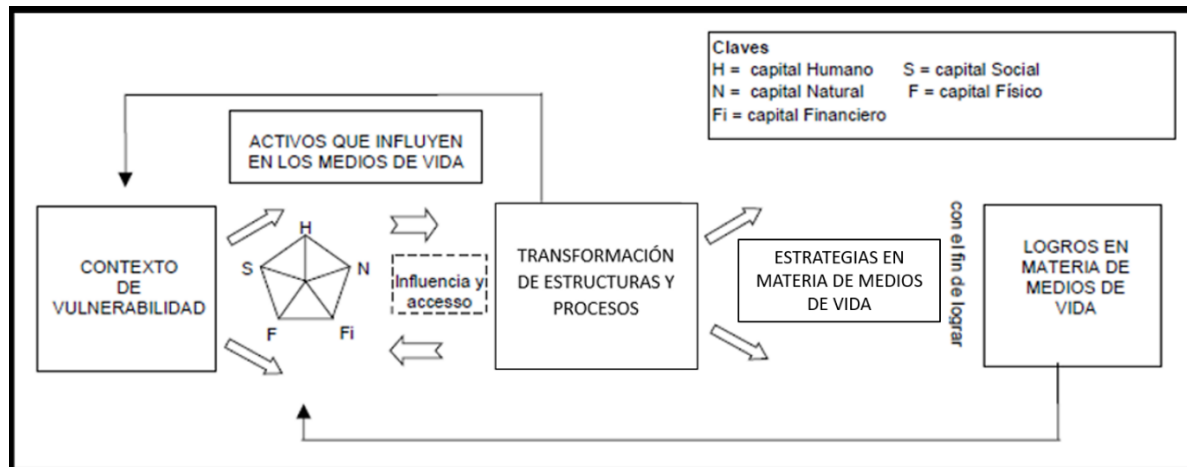 Claves
H = capital Humano S = capital Social
N = capital Natural F = capital Físico
Fi = capital Financiero
ACTIVOS QUE INFLUYEN
EN LOS MEDIOS DE VIDA
CONTEXTO
DE
VULNERABILIDAD
H
S
N
F
Fi
Influencia y
accesso
TRANSFORMACIÓN
DE ESTRUCTURAS Y
PROCESOS
ESTRATEGIAS EN
MATERIA DE MEDIOS
DE VIDA
con el fin de lograr
LOGROS EN
MATERIA DE
MEDIOS DE
VIDA